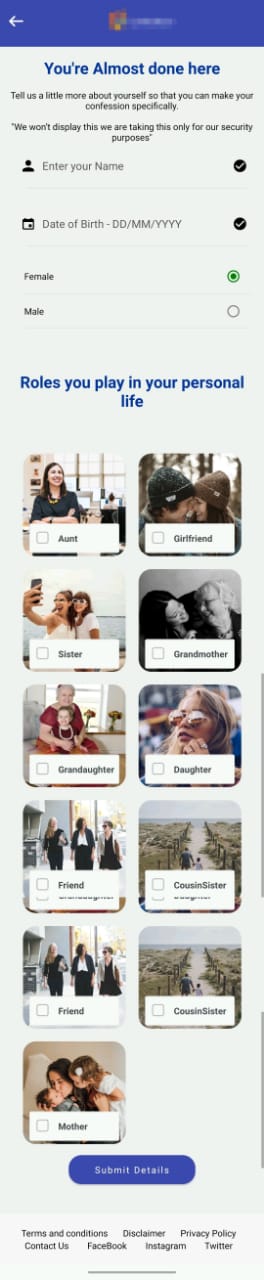 You're Almost done here
Tell us a little more about yourself so that you can make your
confession specifically.
"We won't display this we are taking this only for our security
purposes"
Enter your Name
Date of Birth - DD/MM/YYYY
Female
Male
Roles you play in your personal
life
Aunt
Girlfriend
Sister
Grandmother
Grandaughter
Daughter
Friend
CousinSister
Friend
CousinSister
Mother
Submit Details
Terms and conditions Disclaimer Privacy Policy
Contact Us FaceBook Instagram Twitter